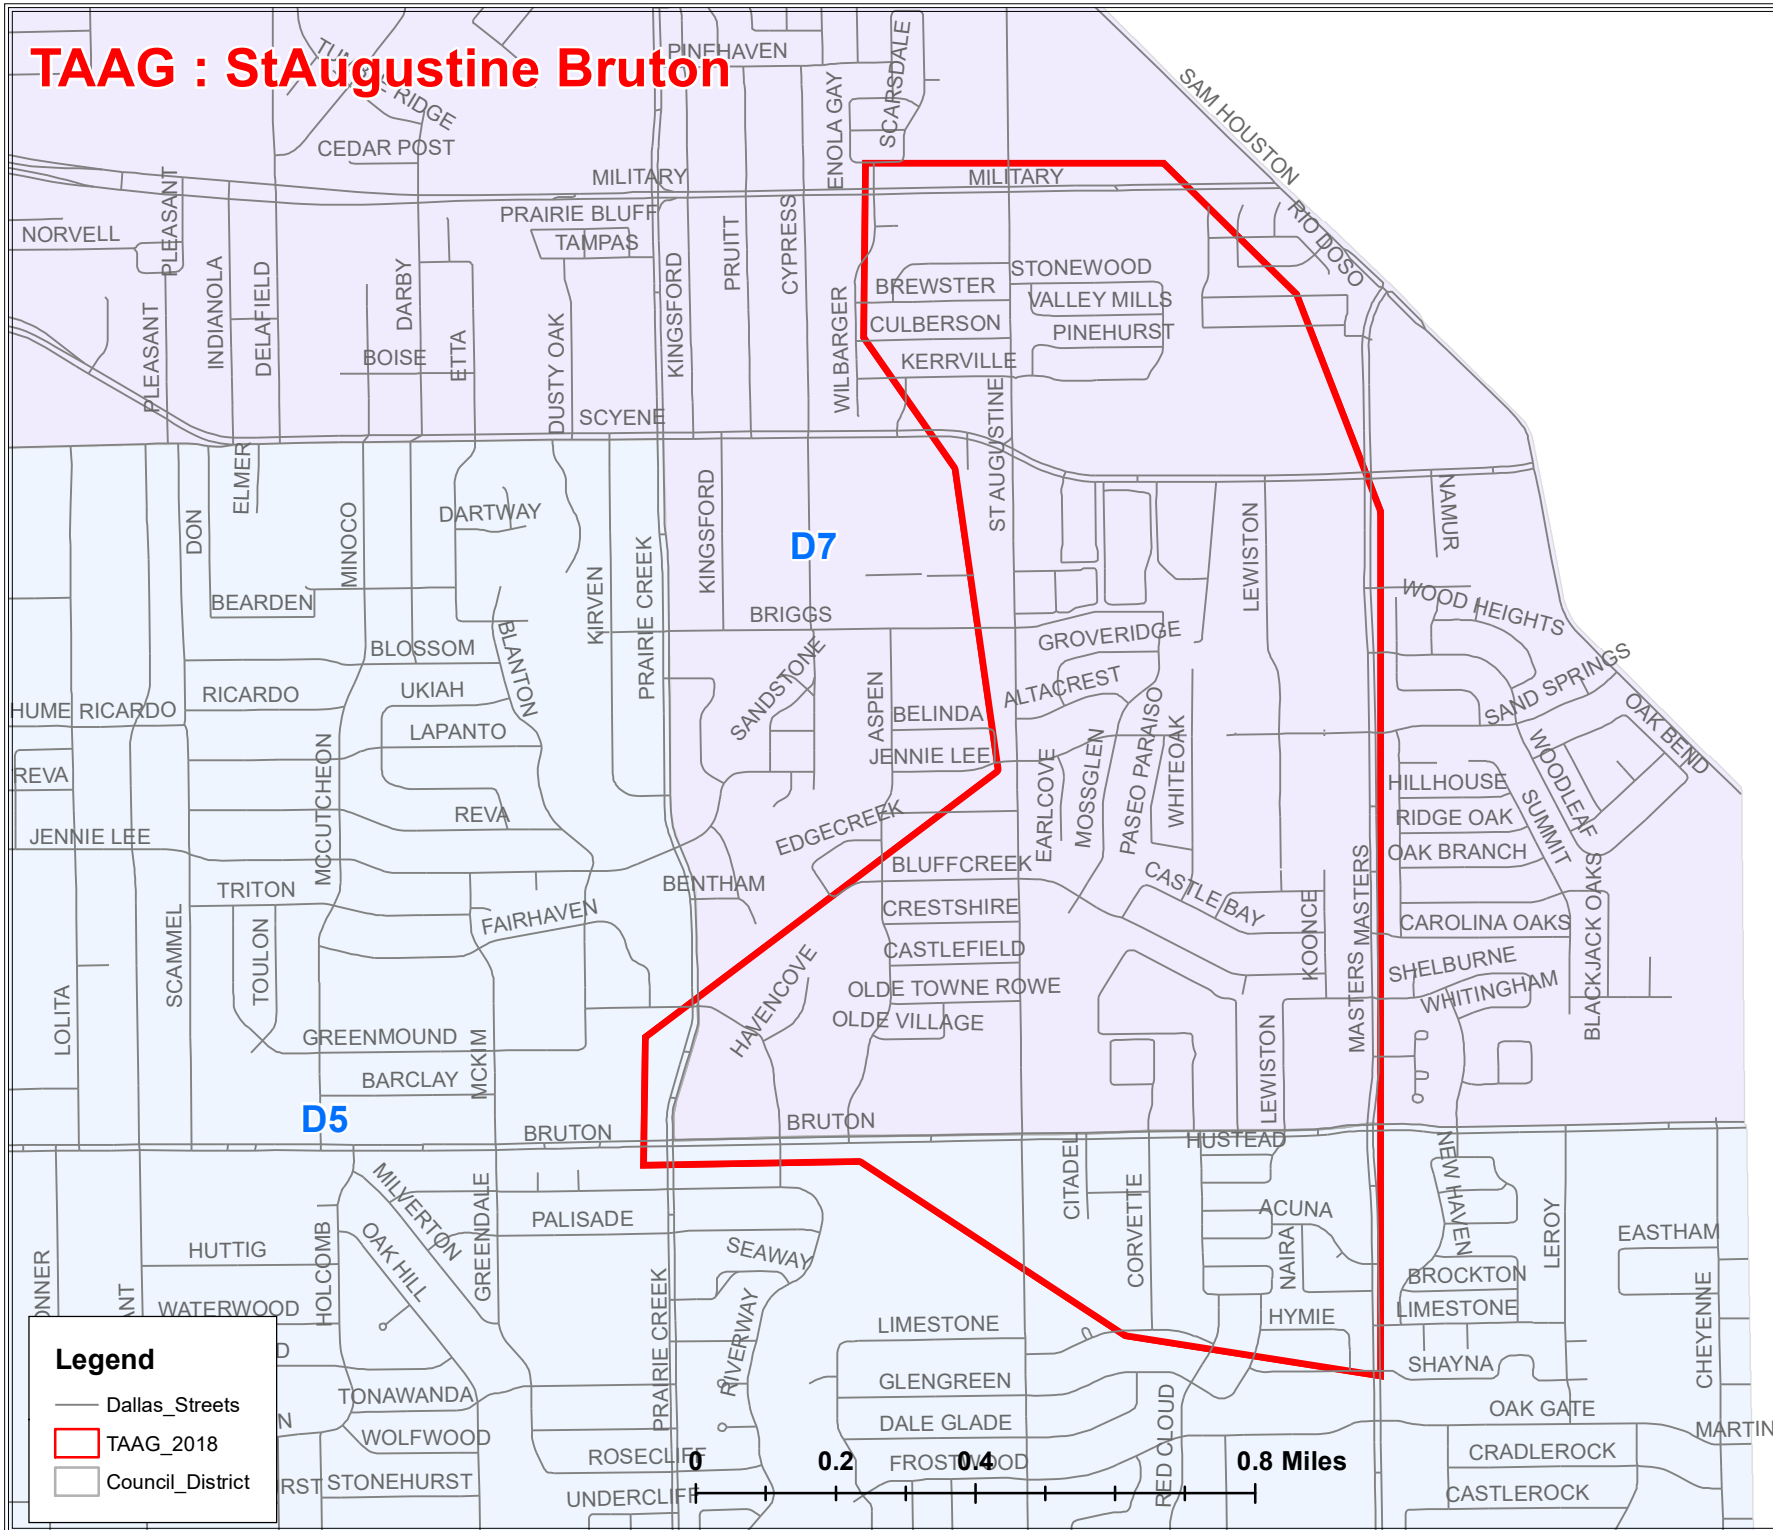 TAAG : StAugustine Bruton
PINEHAVEN
SCARSDALE
ENOLA GAY
SAM HOUSTON
CEDAR POST
MILITARY
MILITARY
PLEASANT
PRAIRIE BLUFF
TAMPAS
NORVELL
RIO DOSO
INDIANOLA
DELAFIELD
DARBY
KINGSFORD
PRUITT
CYPRESS
STONEWOOD
BREWSTER
VALLEY MILLS
CULBERSON
PINEHURST
KERRVILLE
WILBARGER
PLEASANT
BOISE
ETTA
DUSTY OAK
SCYENE
ST AUGUSTINE
ELMER
DON
MINOCO
DARTWAY
KINGSFORD
D7
LEWISTON
NAMUR
BEARDEN
KIRVEN
PRAIRIE CREEK
BRIGGS
WOOD HEIGHTS
BLOSSOM
BLANTON
SANDSTONE
GROVERIDGE
ALTACREST
SAND SPRINGS
OAK BEND
HUME
RICARDO
RICARDO
UKIAH
LAPANTO
ASPEN
BELINDA
JENNIE LEE
EARLCOVE
MOSSGLEN
PASEO PARAISO
WHITEOAK
WOODLEAF
SUMMIT
HILLHOUSE
RIDGE OAK
OAK BRANCH
REVA
MCCUTCHEON
REVA
JENNIE LEE
EDGECREEK
BLUFFCREEK
BENTHAM
TRITON
FAIRHAVEN
CRESTSHIRE
CASTLE BAY
KOONCE
MASTERS
MASTERS
CAROLINA OAKS
BLACKJACK OAKS
CASTLEFIELD
SHELBURNE
WHITINGHAM
SCAMMEL
TOULON
LOLITA
HAVENCOVE
OLDE TOWNE ROWE
OLDE VILLAGE
GREENMOUND
BARCLAY
MCKIM
LEWISTON
D5
BRUTON
BRUTON
HUSTEAD
CITADEL
CORVETTE
NEW HAVEN
MILVERTON
OAK HILL
GREENDALE
PALISADE
SEAWAY
ACUNA
NAIRA
LEROY
EASTHAM
HUTTIG
HOLCOMB
WATERWOOD
ONNER
ANT
BROCKTON
LIMESTONE
CHEYENNE
PRAIRIE CREEK
RIVERWAY
LIMESTONE
HYMIE
SHAYNA
GLENGREEN
DALE GLADE
RED CLOUD
OAK GATE
MARTIN
D
TONAWANDA
N
WOLFWOOD
ROSECLIFF
FROSTWOOD
CRADLEROCK
RST
STONEHURST
UNDERCLIFF
CASTLEROCK
Legend
Dallas_Streets
TAAG_2018
Council_District
0 0.2 0.4 0.8 Miles